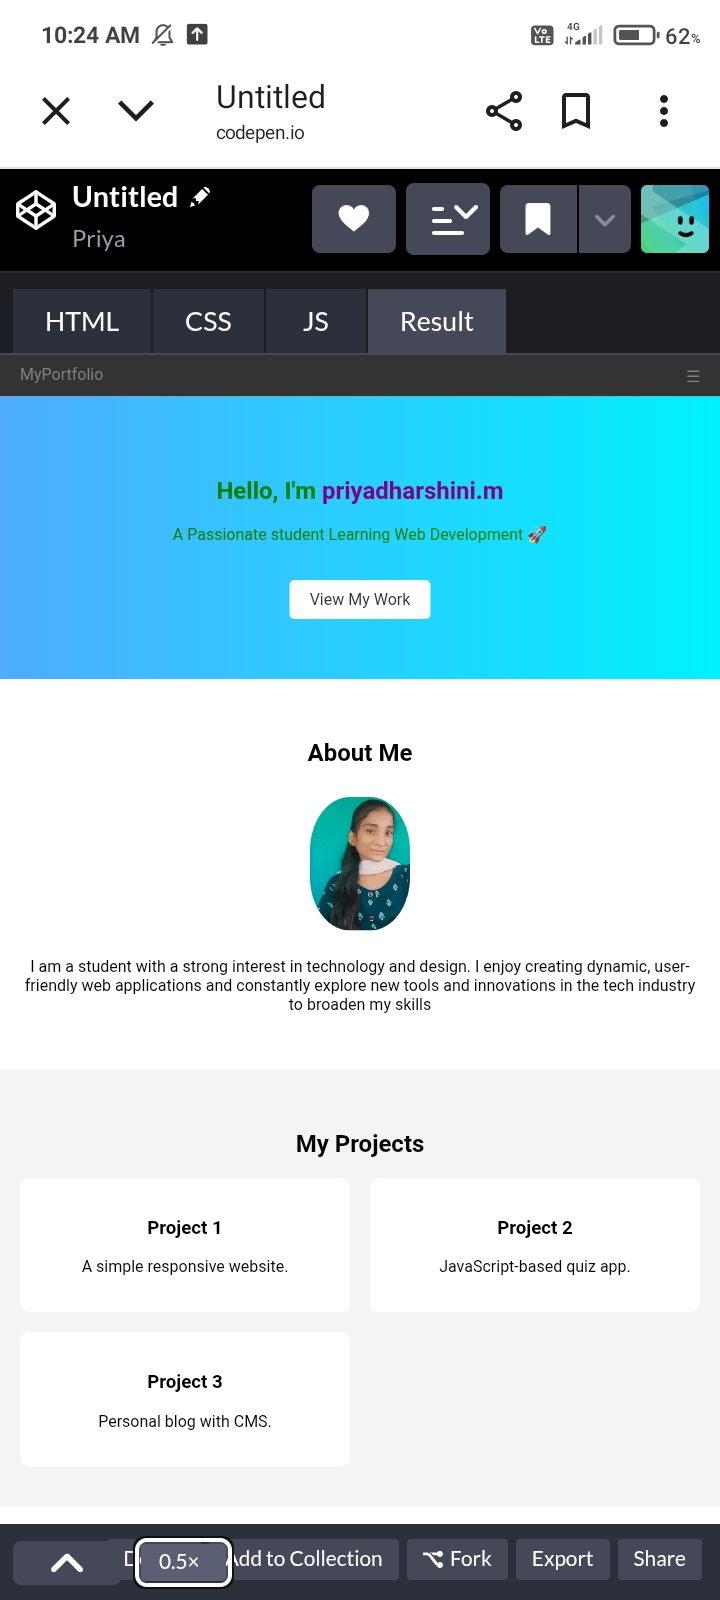 10:24 AM
Vo
LTE
4G
62%
Untitled
codepen.io
Untitled
Priya
HTML
CSS
JS
Result
MyPortfolio
Hello, I'm priyadharshini.m
A Passionate student Learning Web Development 🚀
View My Work
About Me
I am a student with a strong interest in technology and design. I enjoy creating dynamic, user-
friendly web applications and constantly explore new tools and innovations in the tech industry
to broaden my skills
My Projects
Project 1
A simple responsive website.
Project 2
JavaScript-based quiz app.
Project 3
Personal blog with CMS.
0.5×
Add to Collection
Fork
Export
Share